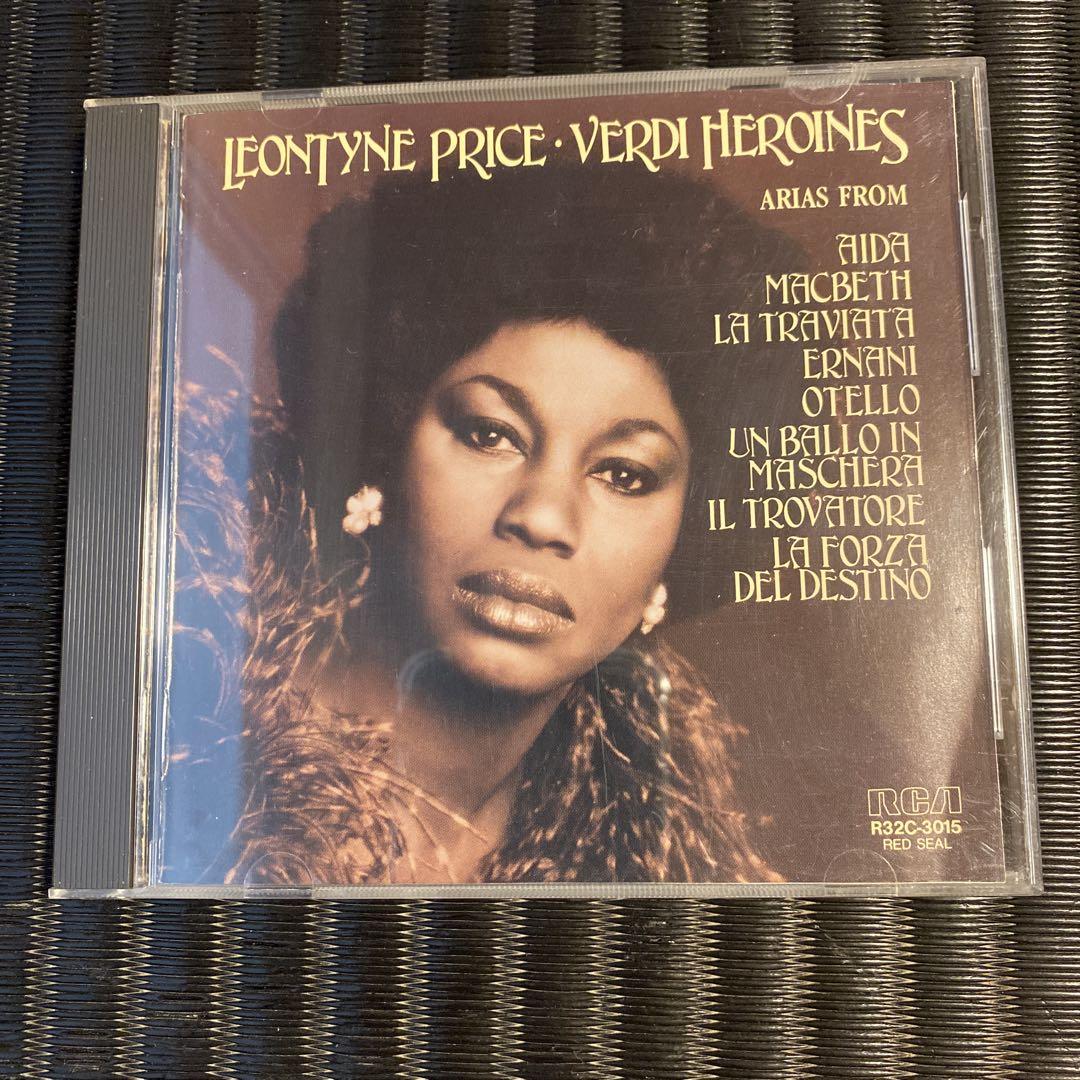 LEONTYNE PRICE · VERDI HEROINES
ARIAS FROM
AIDA
MACBETH
LA TRAVIATA
ERNANI
OTELLO
UN BALLO IN
MASCHERA
IL TROVATORE
LA FORZA
DEL DESTINO
RCA
R32C-3015
RED SEAL